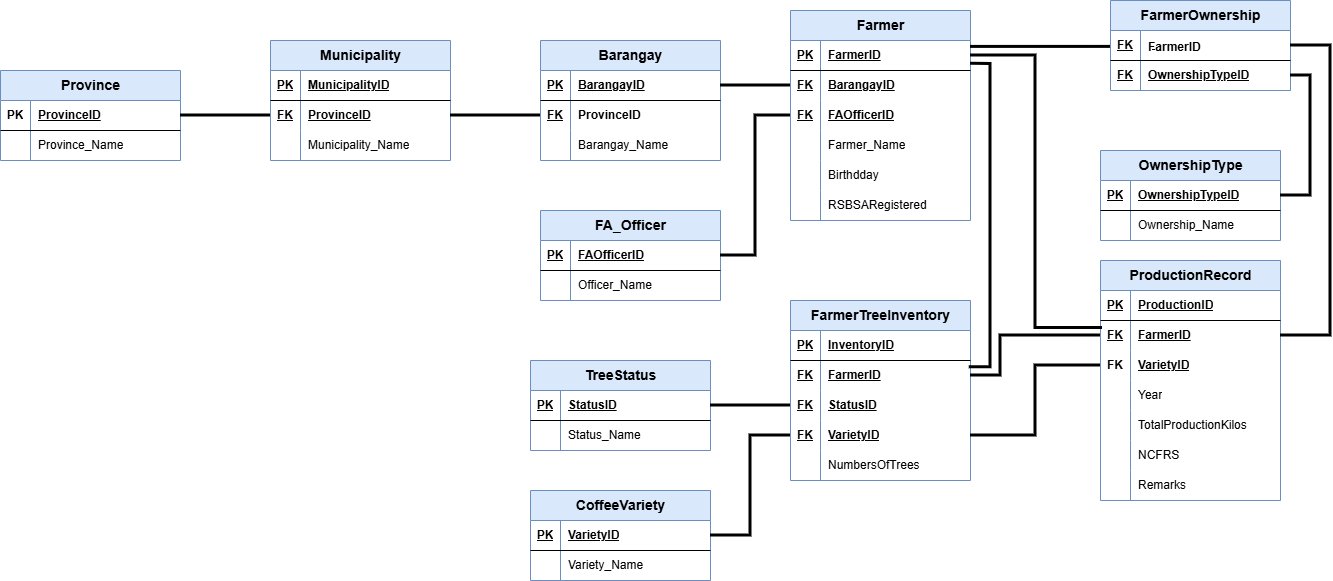 Province
PK ProvinceID
Province_Name
Municipality
PK MunicipalityID
FK ProvinceID
Municipality_Name
Barangay
PK BarangayID
FK ProvinceID
Barangay_Name
FA_Officer
PK FAOfficerID
Officer_Name
TreeStatus
PK StatusID
Status_Name
CoffeeVariety
PK VarietyID
Variety_Name
Farmer
PK FarmerID
FK BarangayID
FK FAOfficerID
Farmer_Name
Birthdday
RSBSARegistered
FarmerTreeInventory
PK InventoryID
FK FarmerID
FK StatusID
FK VarietyID
NumbersOfTrees
FarmerOwnership
FK FarmerID
FK OwnershipTypeID
OwnershipType
PK OwnershipTypeID
Ownership_Name
ProductionRecord
PK ProductionID
FK FarmerID
FK VarietyID
Year
TotalProductionKilos
NCFRS
Remarks